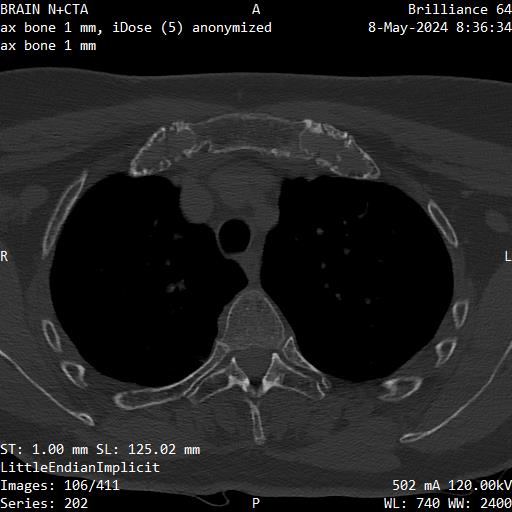 BRAIN N+CTA
A
Brilliance 64
ax bone 1 mm, iDose (5) anonymized
8-May-2024 8:36:34
ax bone 1 mm
R
L
ST: 1.00 mm SL: 125.02 mm
LittleEndianImplicit
Images: 106/411
502 mA 120.00kV
Series: 202
P
WL: 740 WW: 2400